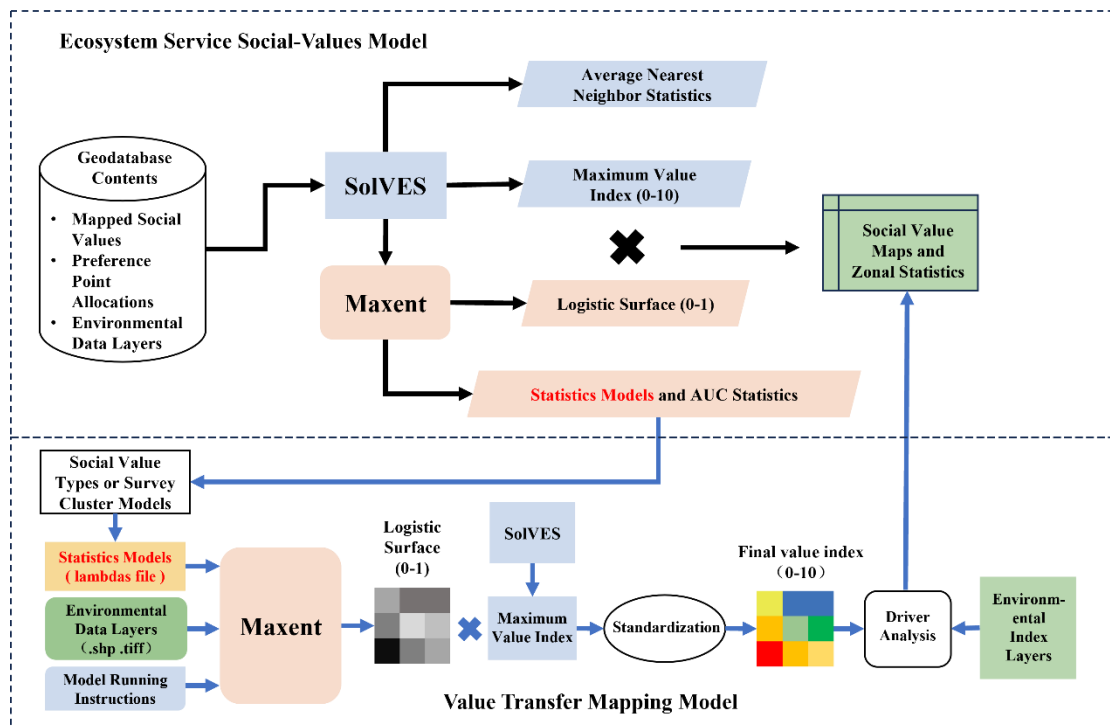 Ecosystem Service Social-Values Model
Average Nearest
Neighbor Statistics
Geodatabase
Contents
• Mapped Social
Values
• Preference
Point
Allocations
• Environmental
Data Layers
SolVES
Maximum Value
Index (0-10)
Social Value
Maps and
Zonal Statistics
Maxent
Logistic Surface (0-1)
Statistics Models and AUC Statistics
Social Value
Types or Survey
Cluster Models
Statistics Models
( lambdas file )
Environmental
Data Layers
（.shp .tiff）
Model Running
Instructions
Maxent
Logistic
Surface
(0-1)
SolVES
Maximum
Value Index
Standardization
Final value index
（0-10）
Driver
Analysis
Environm-
ental
Index
Layers
Value Transfer Mapping Model